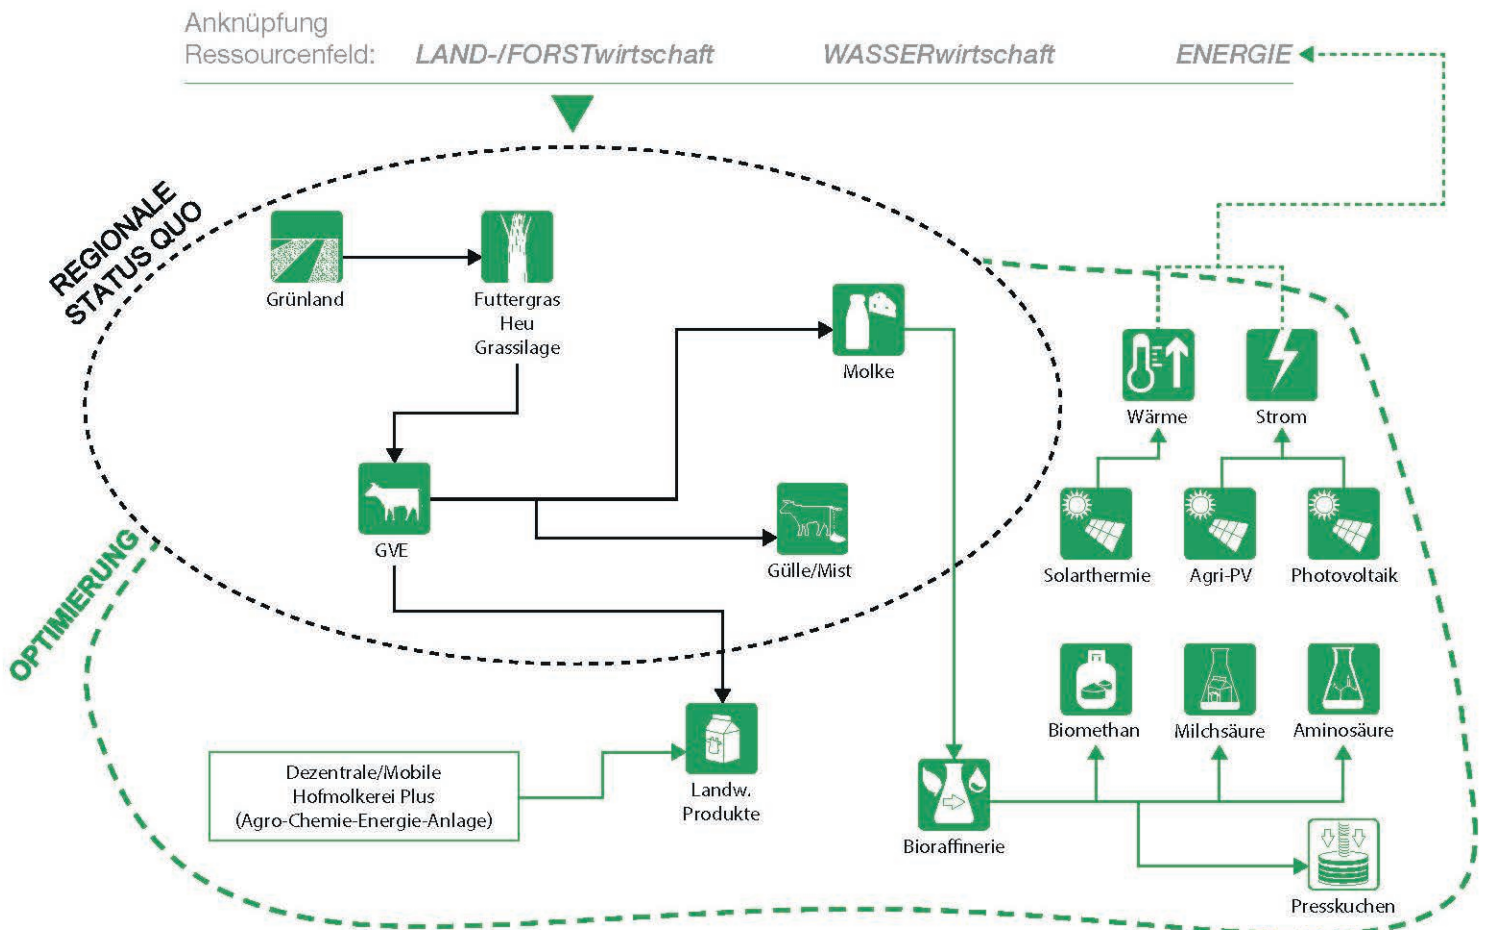 Anknüpfung
Ressourcenfeld: LAND-/FORSTwirtschaft WASSERwirtschaft ENERGIE
REGIONALE
STATUS QUO
Grünland
Futtergras
Heu
Grassilage
Molke
Wärme
Strom
GVE
Gülle/Mist
Solarthermie
Agri-PV
Photovoltaik
OPTIMIERUNG
Biomethan
Milchsäure
Aminosäure
Dezentrale/Mobile
Hofmolkerei Plus
(Agro-Chemie-Energie-Anlage)
Landw.
Produkte
Bioraffinerie
Presskuchen